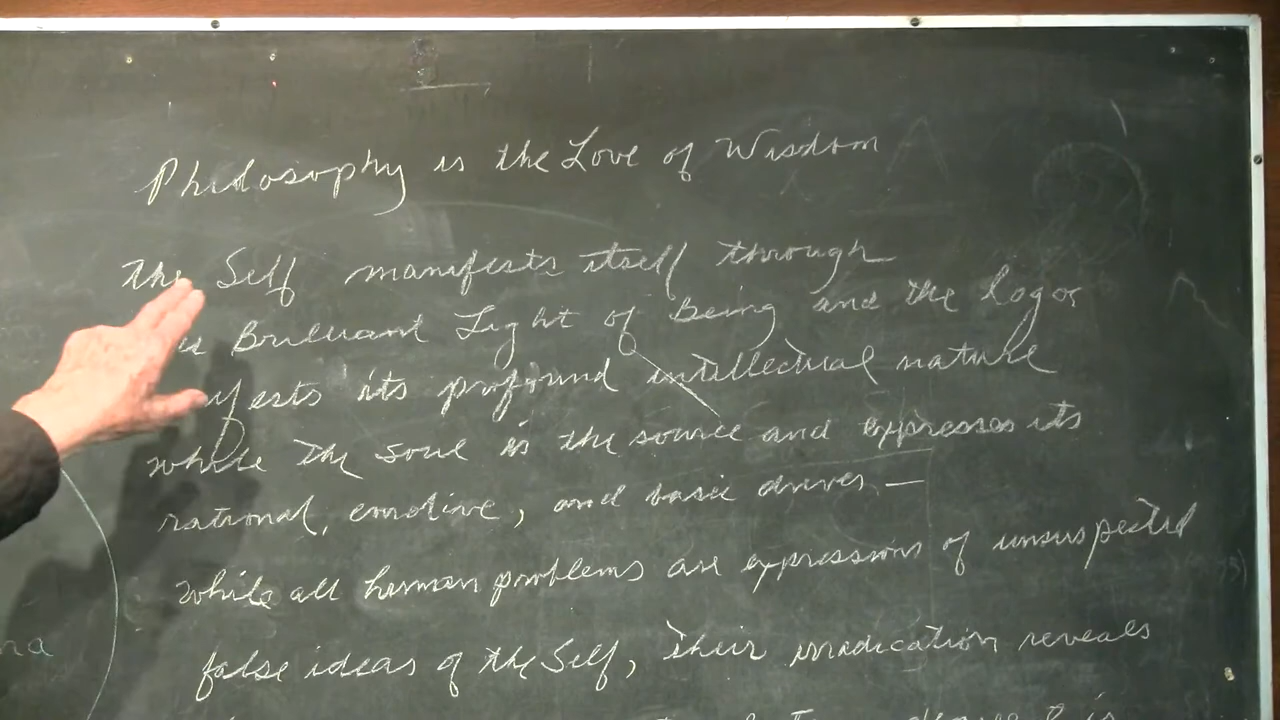 Philosophy is the Love of Wisdom
the Self manifests itself through
Brilliant Light of Being and the logos
its profound intellectual nature
while the soul is the source and expresses its
rational, emotive, and basic drives —
while all human problems are expressions of unsuspected
false ideas of the Self, Their irradication reveals